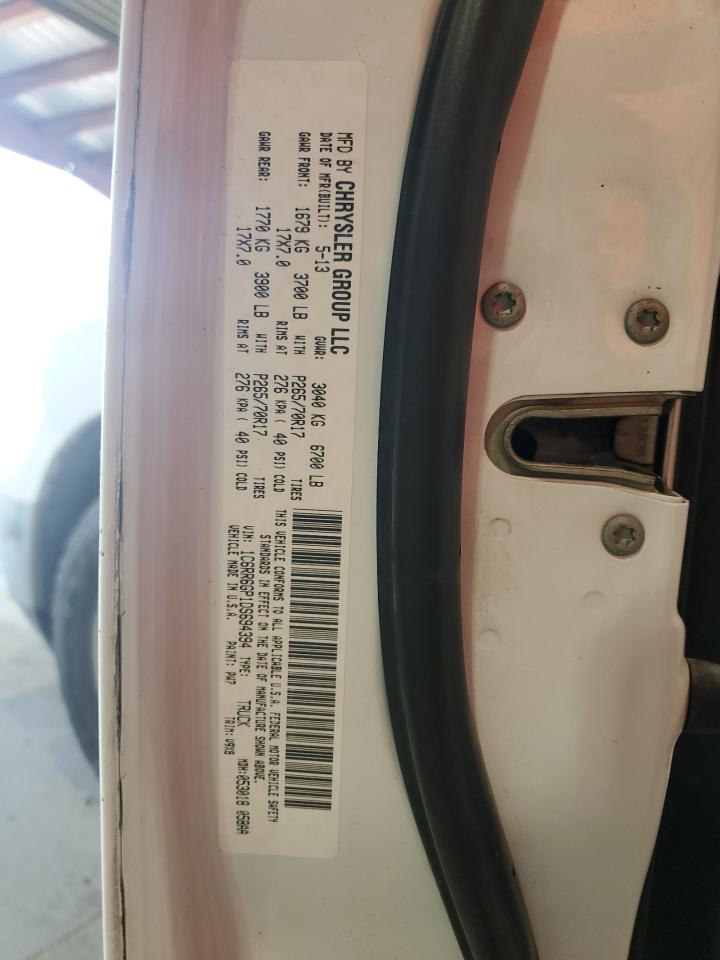 MFD BY CHRYSLER GROUP LLC
DATE OF MFR(BUILT): 5-13 GVWR: 3040 KG 6700 LB
GAWR FRONT: 1679 KG 3700 LB WITH P265/70R17 TIRES
17X7.0 RIMS AT 276 KPA ( 40 PSI) COLD
GAWR REAR: 1770 KG 3900 LB WITH P265/70R17 TIRES
17X7.0 RIMS AT 276 KPA ( 40 PSI) COLD
THIS VEHICLE CONFORMS TO ALL APPLICABLE U.S.A. FEDERAL MOTOR VEHICLE SAFETY
STANDARDS IN EFFECT ON THE DATE OF MANUFACTURE SHOWN ABOVE.
VIN: 1C6RR6GP1DS694394 TYPE: TRUCK MDH:053018 05BAA
VEHICLE MADE IN U.S.A. PAINT: PW7 TRIM: V9X8